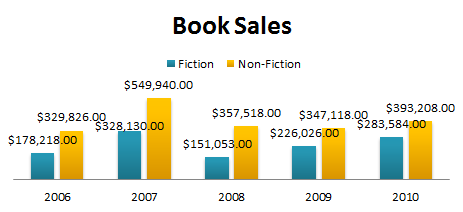 Book Sales
Fiction Non-Fiction
$549,940.00
$329,826.00 $357,518.00 $347,118.00 $393,208.00
$178,218.00 $328,130.00 $151,053.00 $226,026.00 $283,584.00
2006 2007 2008 2009 2010